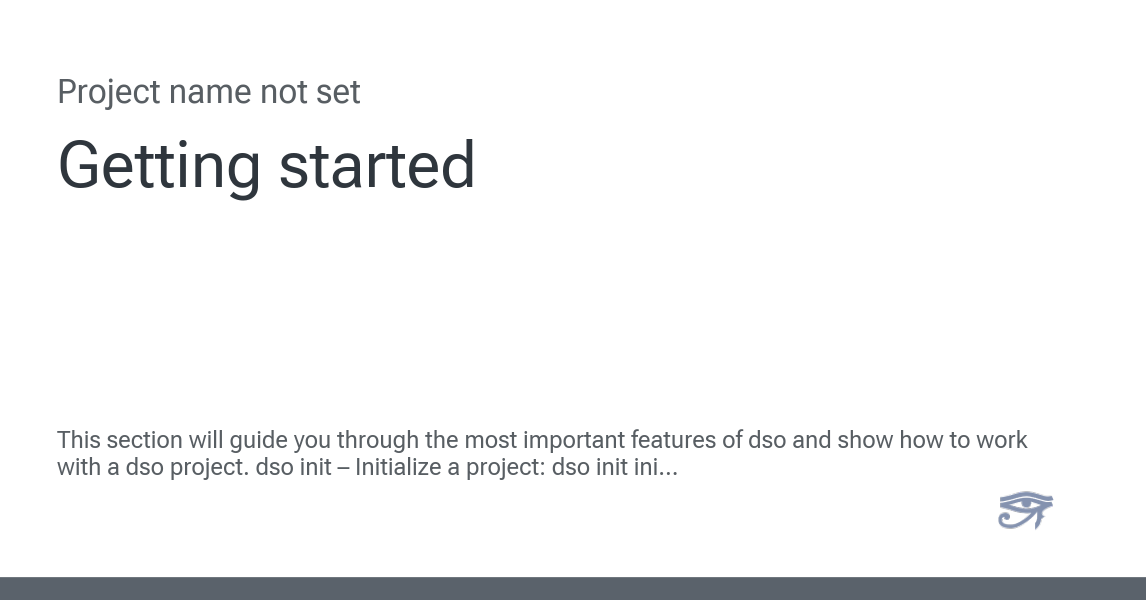 Project name not set
Getting started
This section will guide you through the most important features of dso and show how to work
with a dso project. dso init – Initialize a project: dso init ini...